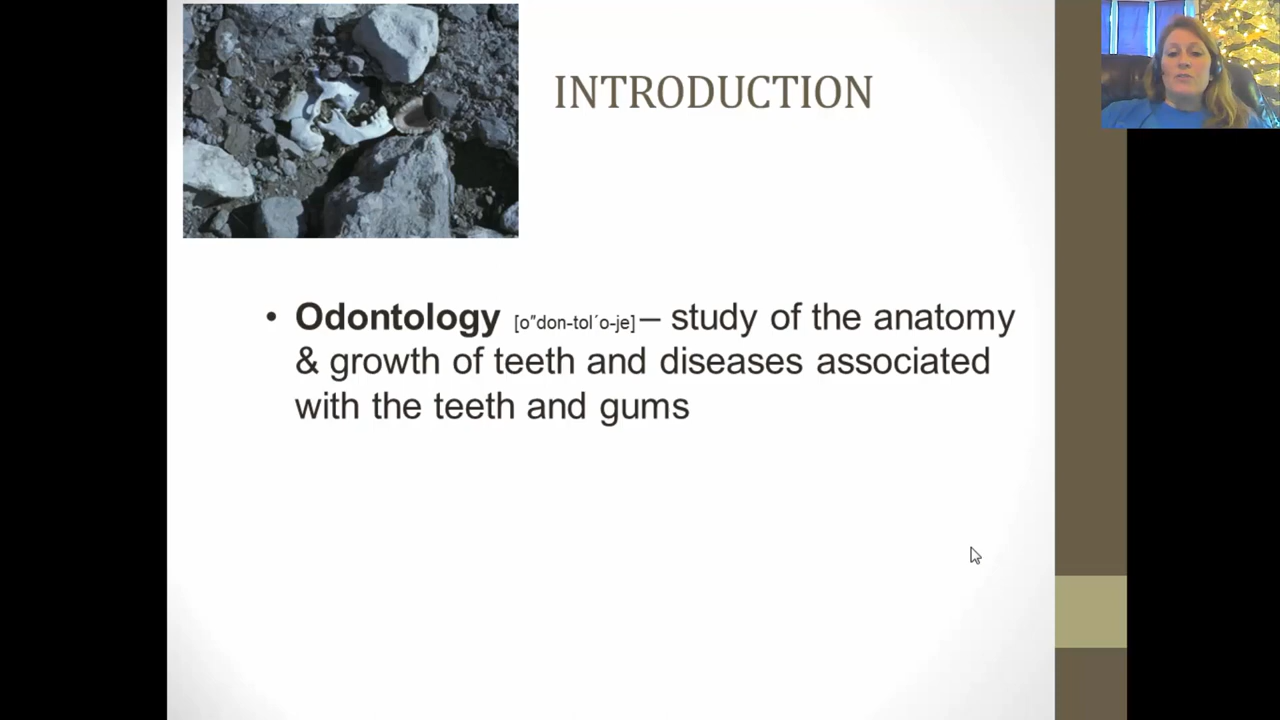 INTRODUCTION
• Odontology [o″don-tol´o-je] – study of the anatomy
& growth of teeth and diseases associated
with the teeth and gums